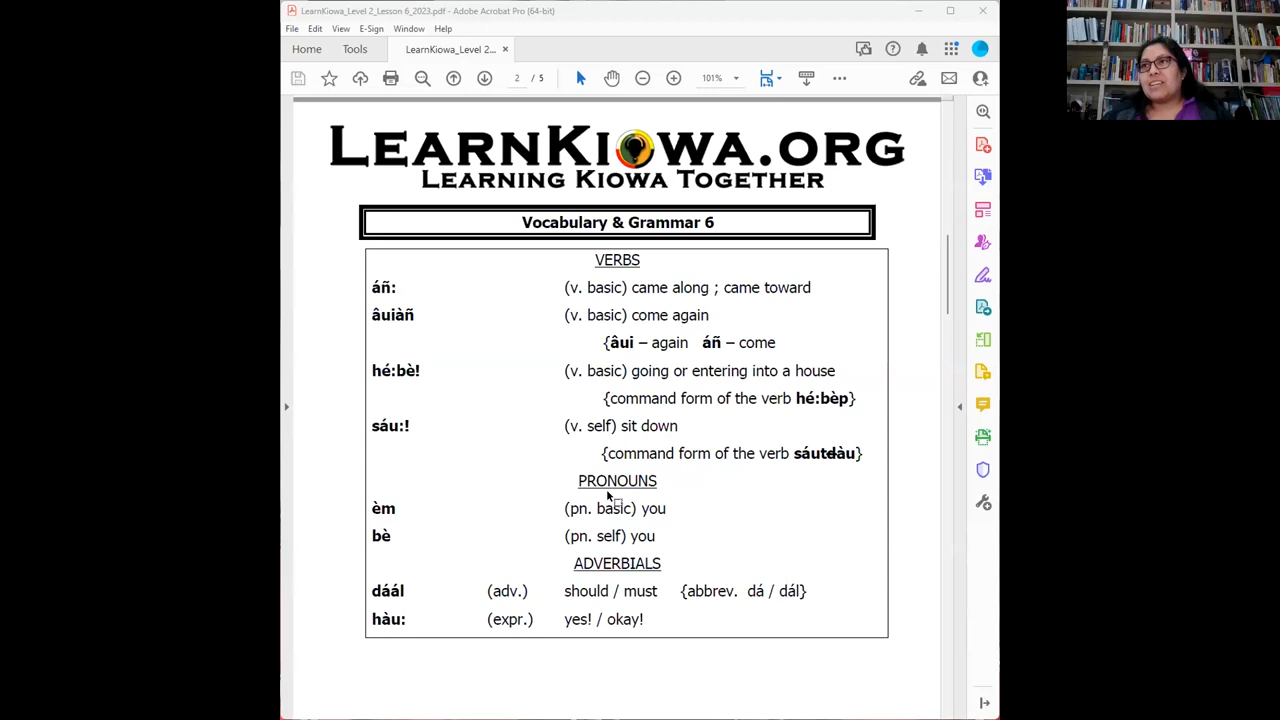 LearnKiowa_Level 2_Lesson 6_2023.pdf - Adobe Acrobat Pro (64-bit)
File Edit View E-Sign Window Help
Home Tools LearnKiowa_Level 2... ×
2 / 5 101%
LEARNKIOWA.ORG
LEARNING KIOWA TOGETHER
Vocabulary & Grammar 6
VERBS
áñ: (v. basic) came along ; came toward
âuiàñ (v. basic) come again
{âui – again áñ – come
hé:bè! (v. basic) going or entering into a house
{command form of the verb hé:bèp}
sáu:! (v. self) sit down
{command form of the verb sáutdàu}
PRONOUNS
èm (pn. basic) you
bè (pn. self) you
ADVERBIALS
dáál (adv.) should / must {abbrev. dá / dál}
hàu: (expr.) yes! / okay!